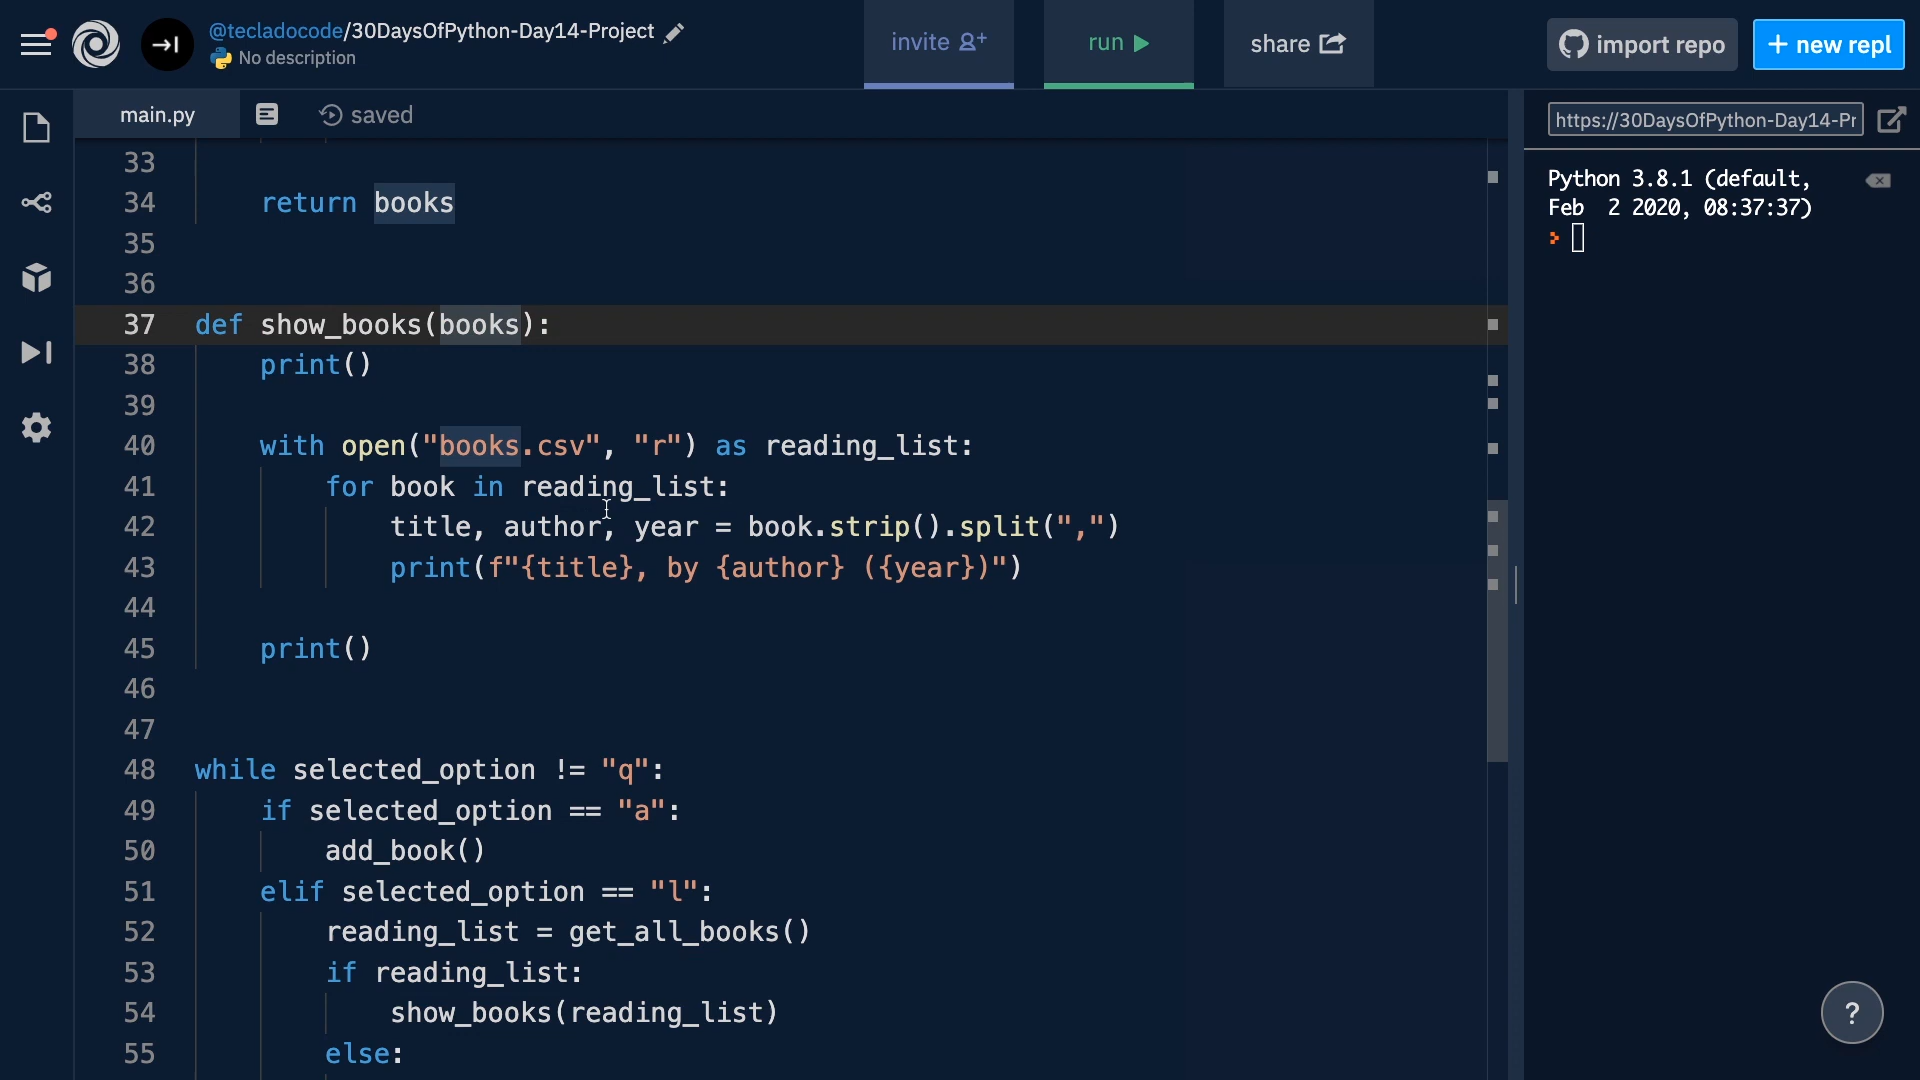 @tecladocode/30DaysOfPython-Day14-Project
No description
invite
run
share
import repo
+ new repl
main.py
saved
https://30DaysOfPython-Day14-Pr
33
34 return books
35
36
37 def show_books(books):
38 print()
39
40 with open("books.csv", "r") as reading_list:
41 for book in reading_list:
42 title, author, year = book.strip().split(",")
43 print(f"{title}, by {author} ({year})")
44
45 print()
46
47
48 while selected_option != "q":
49 if selected_option == "a":
50 add_book()
51 elif selected_option == "l":
52 reading_list = get_all_books()
53 if reading_list:
54 show_books(reading_list)
55 else:
Python 3.8.1 (default,
Feb  2 2020, 08:37:37)
?